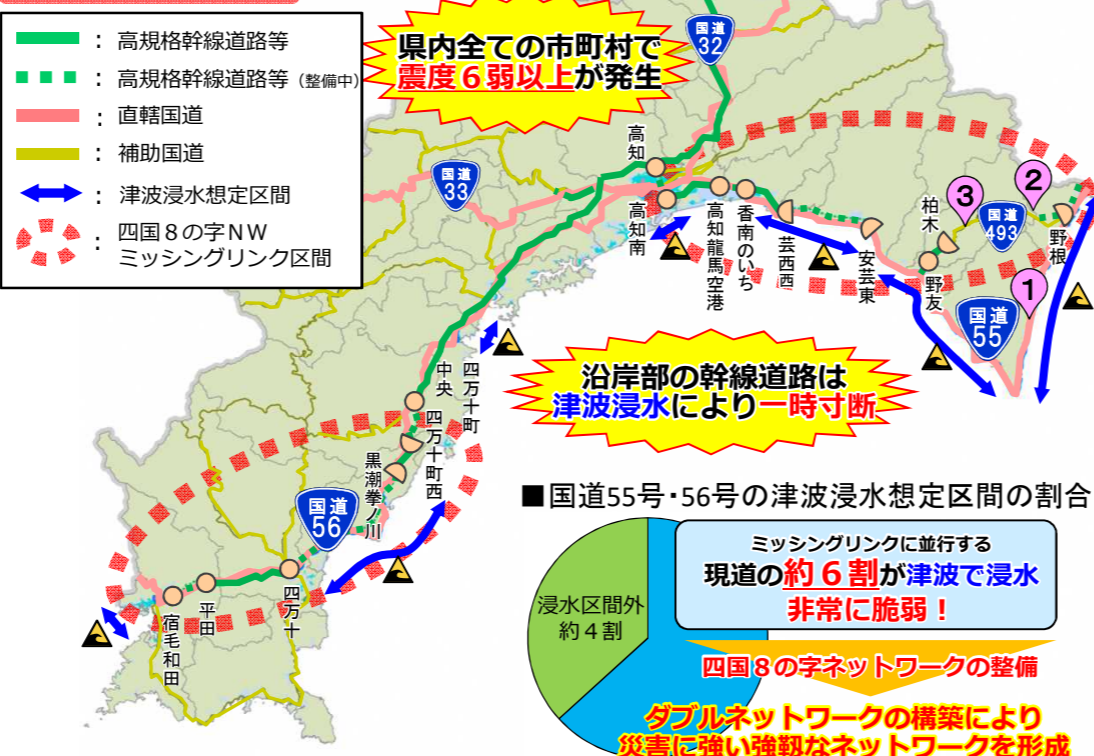 ： 高規格幹線道路等
： 高規格幹線道路等（整備中）
： 直轄国道
： 補助国道
： 津波浸水想定区間
： 四国８の字ＮＷ
ミッシングリンク区間
県内全ての市町村で
震度６弱以上が発生
国道
32
国道
33
高知
高知南
高知龍馬空港
香南のいち
芸西西
安芸東
柏木
野友
野根
3
2
1
国道
493
国道
55
沿岸部の幹線道路は
津波浸水により一時寸断
四万十町
中央
四万十町西
黒潮拳ノ川
国道
56
四万十
平田
宿毛和田
■国道55号・56号の津波浸水想定区間の割合
浸水区間外
約４割
ミッシングリンクに並行する
現道の約６割が津波で浸水
非常に脆弱！
四国８の字ネットワークの整備
ダブルネットワークの構築により
災害に強い強靱なネットワークを形成